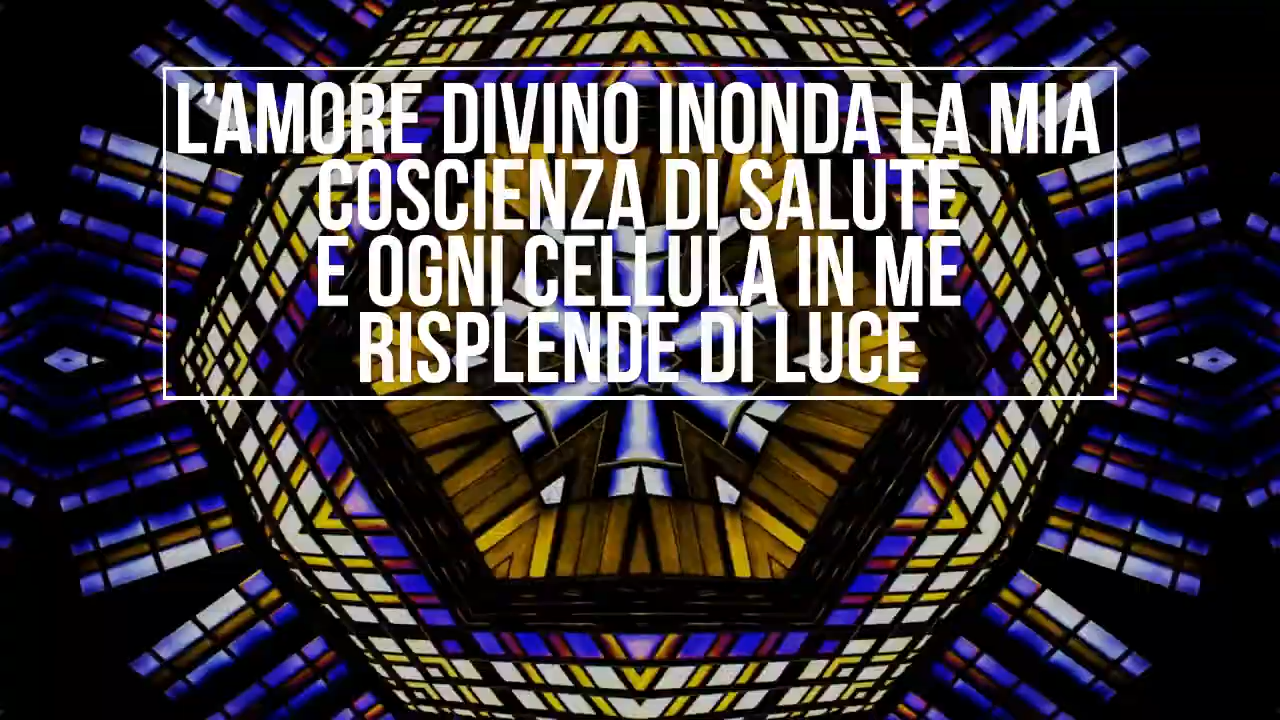 L'AMORE DIVINO INONDA LA MIA
COSCIENZA DI SALUTE
E OGNI CELLULA IN ME
RISPLENDE DI LUCE